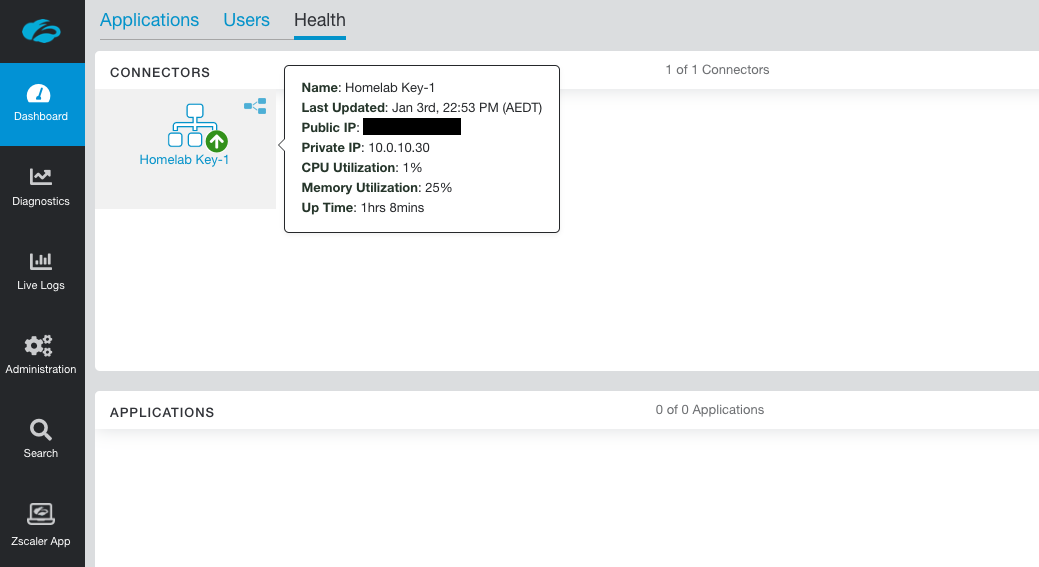 Applications Users Health
CONNECTORS
1 of 1 Connectors
Homelab Key-1
Name: Homelab Key-1
Last Updated: Jan 3rd, 22:53 PM (AEDT)
Public IP:
Private IP: 10.0.10.30
CPU Utilization: 1%
Memory Utilization: 25%
Up Time: 1hrs 8mins
APPLICATIONS
0 of 0 Applications
Dashboard
Diagnostics
Live Logs
Administration
Search
Zscaler App